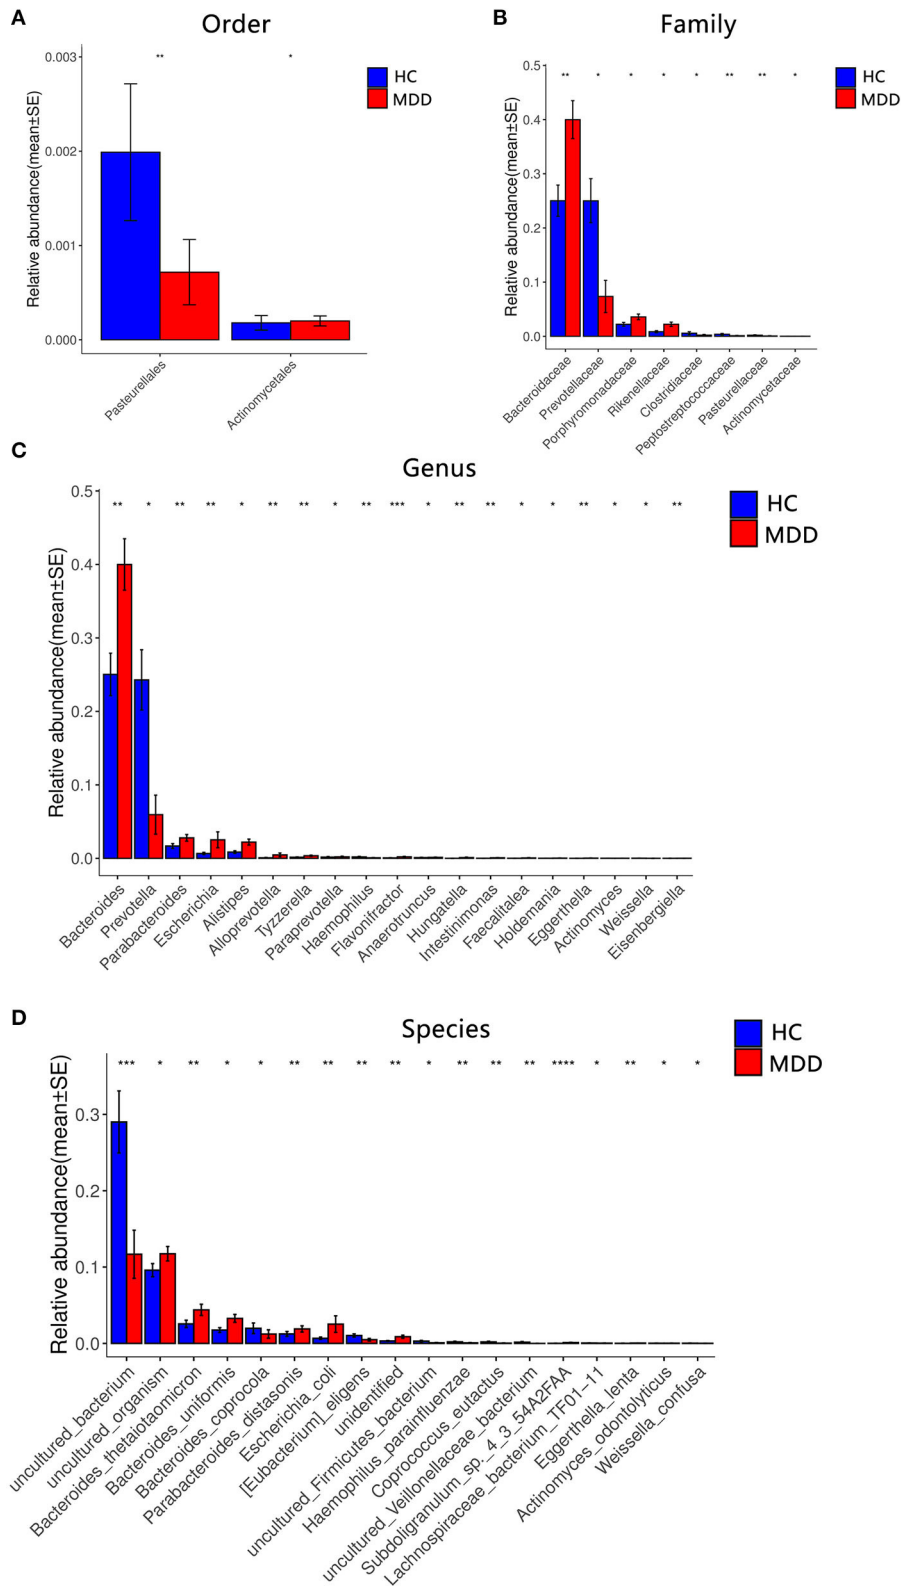 A
Order
Relative abundance(mean±SE)
0.003
0.002
0.001
0.000
** *
HC
MDD
Pasteurellales
Actinomycetales
B
Family
Relative abundance(mean±SE)
0.5
0.4
0.3
0.2
0.1
0.0
** * * * * ** ** *
HC
MDD
Bacteroidaceae
Prevotellaceae
Porphyromonadaceae
Rikenellaceae
Clostridiaceae
Peptostreptococcaceae
Pasteurellaceae
Actinomycetaceae
C
Genus
Relative abundance(mean±SE)
0.5
0.4
0.3
0.2
0.1
0.0
** * ** ** * ** ** * ** *** * ** ** * * ** * * **
HC
MDD
Bacteroides
Prevotella
Parabacteroides
Escherichia
Alistipes
Alloprevotella
Tyzzerella
Paraprevotella
Haemophilus
Flavonifractor
Anaerotruncus
Hungatella
Intestinimonas
Faecalitalea
Holdemania
Eggerthella
Actinomyces
Weissella
Eisenbergiella
D
Species
Relative abundance(mean±SE)
0.3
0.2
0.1
0.0
*** * ** * * ** ** ** ** * ** ** ** **** * ** * *
HC
MDD
uncultured_bacterium
uncultured_organism
Bacteroides_thetaiotaomicron
Bacteroides_uniformis
Bacteroides_coprocola
Parabacteroides_distasonis
Escherichia_coli
[Eubacterium]_eligens
unidentified
uncultured_Firmicutes_bacterium
Haemophilus_parainfluenzae
Coprococcus_eutactus
uncultured_Veillonellaceae_bacterium
Subdoligranulum_sp._4_3_54A2FAA
Lachnospiraceae_bacterium_TF01-11
Eggerthella_lenta
Actinomyces_odontolyticus
Weissella_confusa